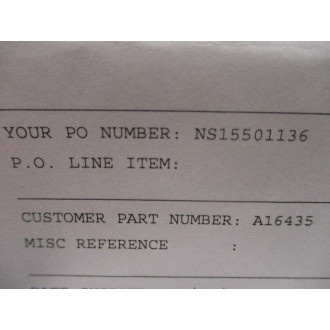 YOUR PO NUMBER: NS15501136
P.O. LINE ITEM:
CUSTOMER PART NUMBER: A16435
MISC REFERENCE :